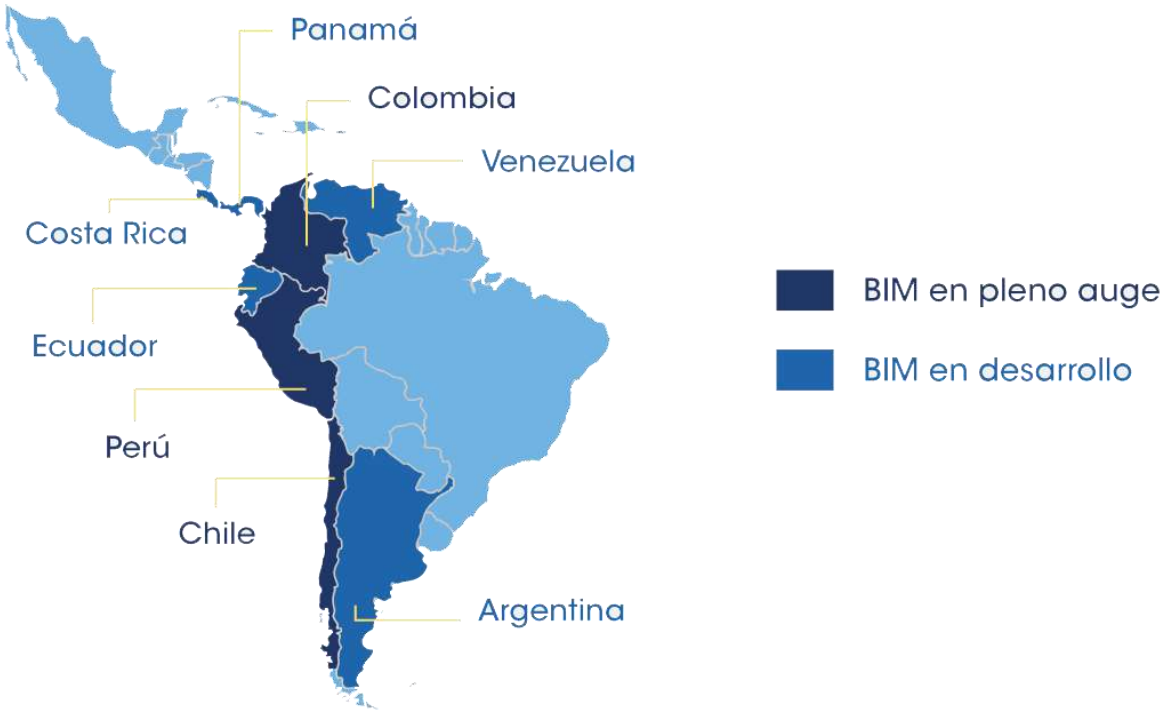 Panamá
Colombia
Venezuela
Costa Rica
Ecuador
Perú
Chile
Argentina
BIM en pleno auge
BIM en desarrollo